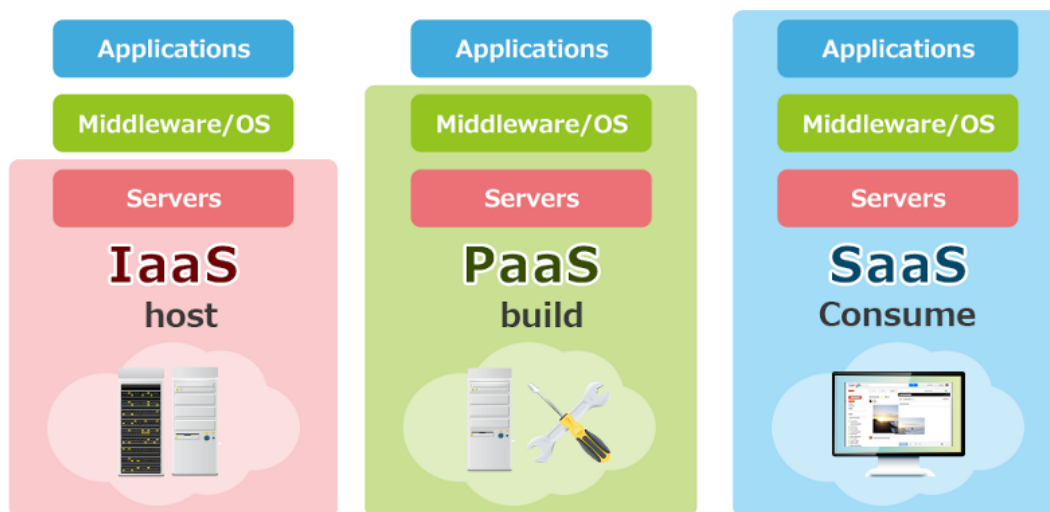 Applications
Middleware/OS
Servers
IaaS
host
Applications
Middleware/OS
Servers
PaaS
build
Applications
Middleware/OS
Servers
SaaS
Consume